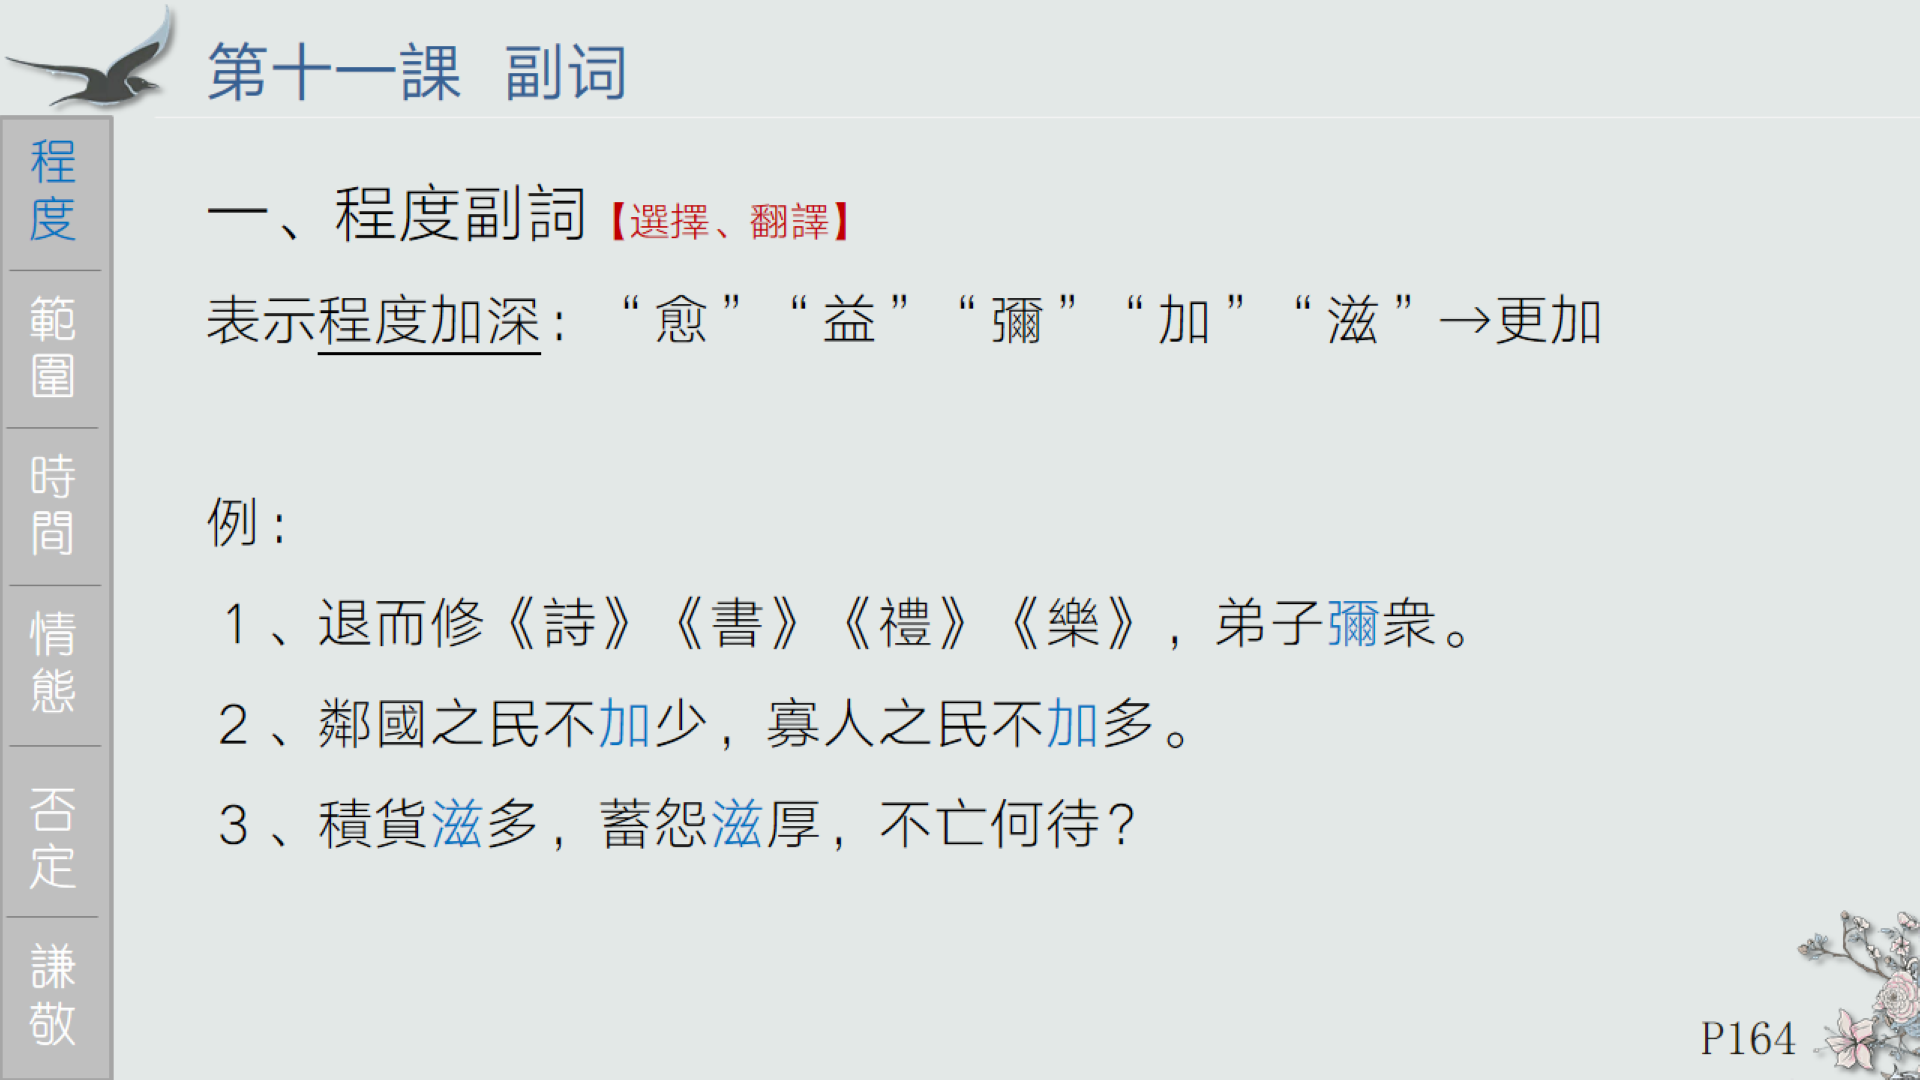 第十一課 副词
程度
範圍
時間
情態
否定
謙敬
一、程度副詞【選擇、翻譯】
表示程度加深：“愈”“益”“彌”“加”“滋”→更加
例：
1、退而修《詩》《書》《禮》《樂》，弟子彌衆。
2、鄰國之民不加少，寡人之民不加多。
3、積貨滋多，蓄怨滋厚，不亡何待？
P164